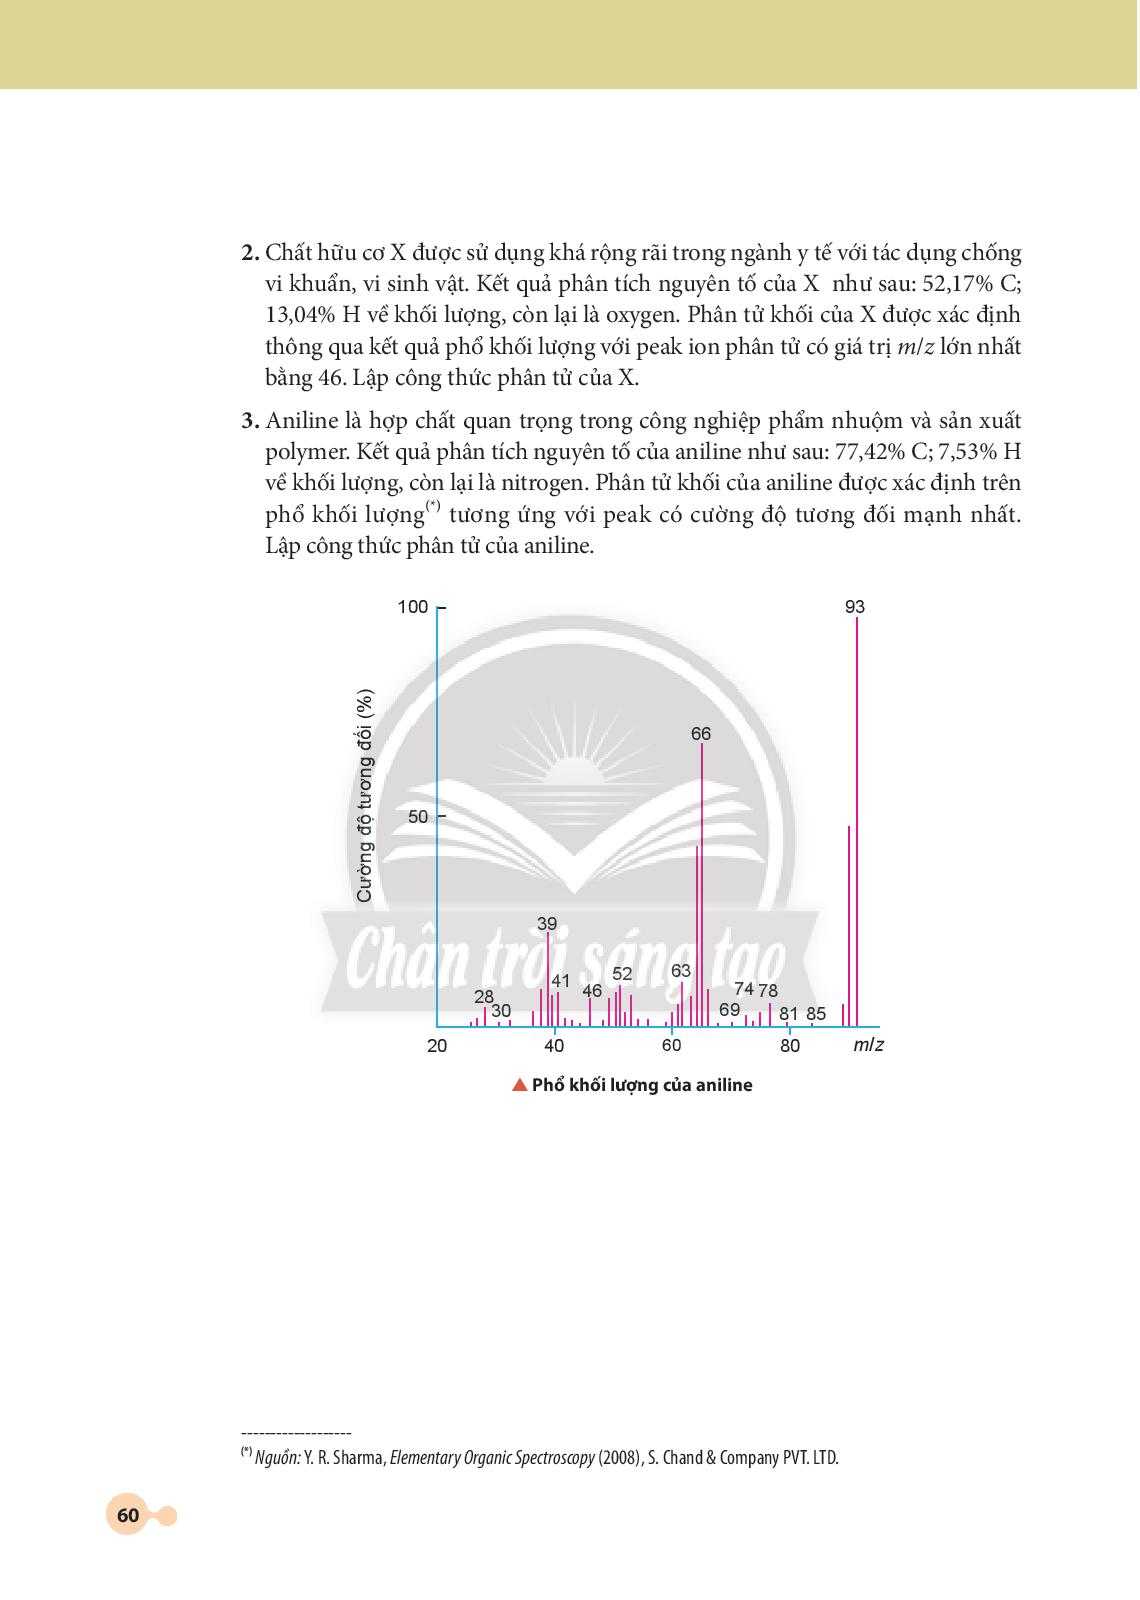 2. Chất hữu cơ X được sử dụng khá rộng rãi trong ngành y tế với tác dụng chống
vi khuẩn, vi sinh vật. Kết quả phân tích nguyên tố của X như sau: 52,17% C;
13,04% H về khối lượng, còn lại là oxygen. Phân tử khối của X được xác định
thông qua kết quả phổ khối lượng với peak ion phân tử có giá trị m/z lớn nhất
bằng 46. Lập công thức phân tử của X.
3. Aniline là hợp chất quan trọng trong công nghiệp phẩm nhuộm và sản xuất
polymer. Kết quả phân tích nguyên tố của aniline như sau: 77,42% C; 7,53% H
về khối lượng, còn lại là nitrogen. Phân tử khối của aniline được xác định trên
phổ khối lượng(*) tương ứng với peak có cường độ tương đối mạnh nhất.
Lập công thức phân tử của aniline.
100
93
66
Cường độ tương đối (%)
50
39
Chân trời sáng tạo
28
30
41
46
52
63
69
74
78
81
85
20
40
60
80
m/z
▲ Phổ khối lượng của aniline
-------------------
(*) Nguồn: Y. R. Sharma, Elementary Organic Spectroscopy (2008), S. Chand & Company PVT. LTD.
60